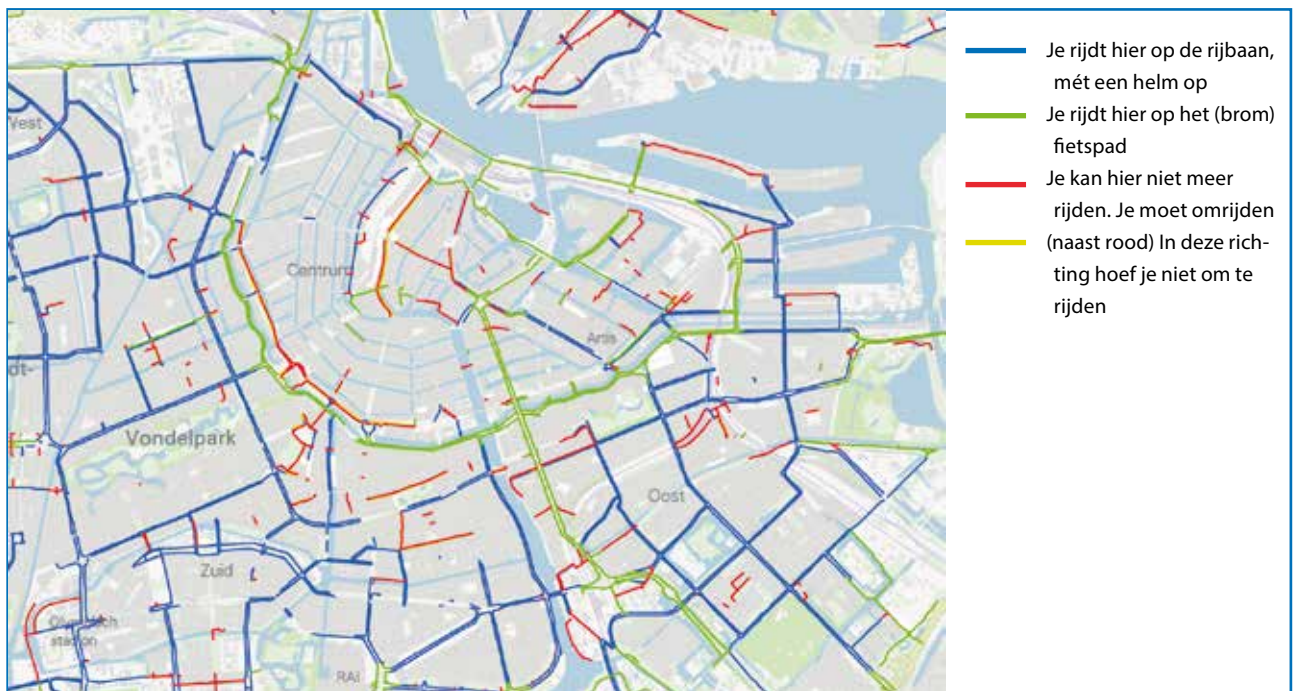 Vest
Centrum
Artis
dt-
Vondelpark
Oost
Zuid
stadion
RAI
Je rijdt hier op de rijbaan,
mét een helm op
Je rijdt hier op het (brom)
fietspad
Je kan hier niet meer
rijden. Je moet omrijden
(naast rood) In deze rich-
ting hoef je niet om te
rijden